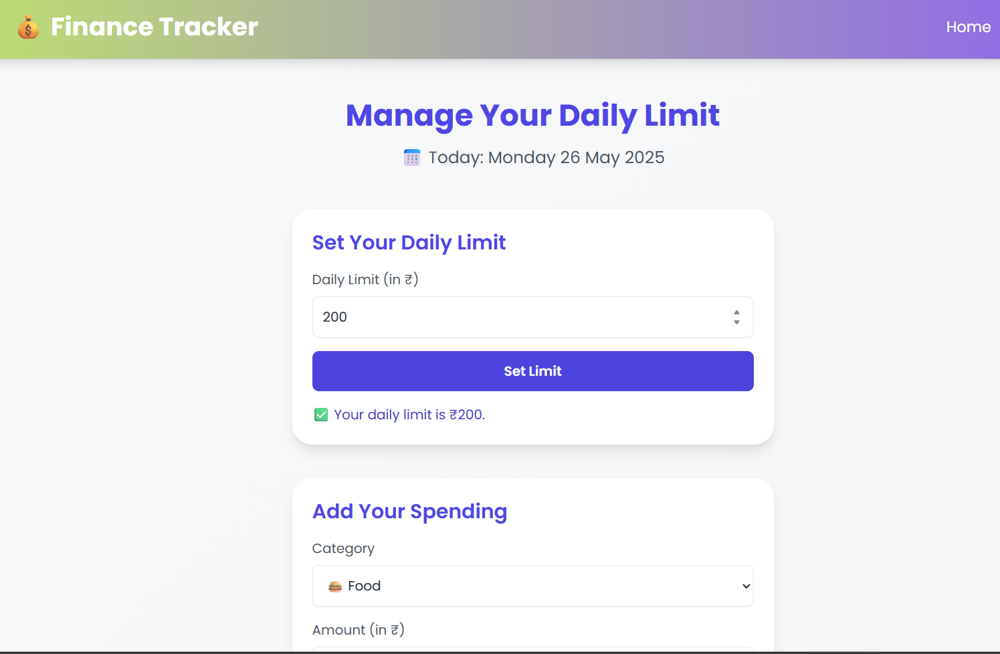 Finance Tracker
Home
Manage Your Daily Limit
Today: Monday 26 May 2025
Set Your Daily Limit
Daily Limit (in ₹)
200
Set Limit
Your daily limit is ₹200.
Add Your Spending
Category
Food
Amount (in ₹)